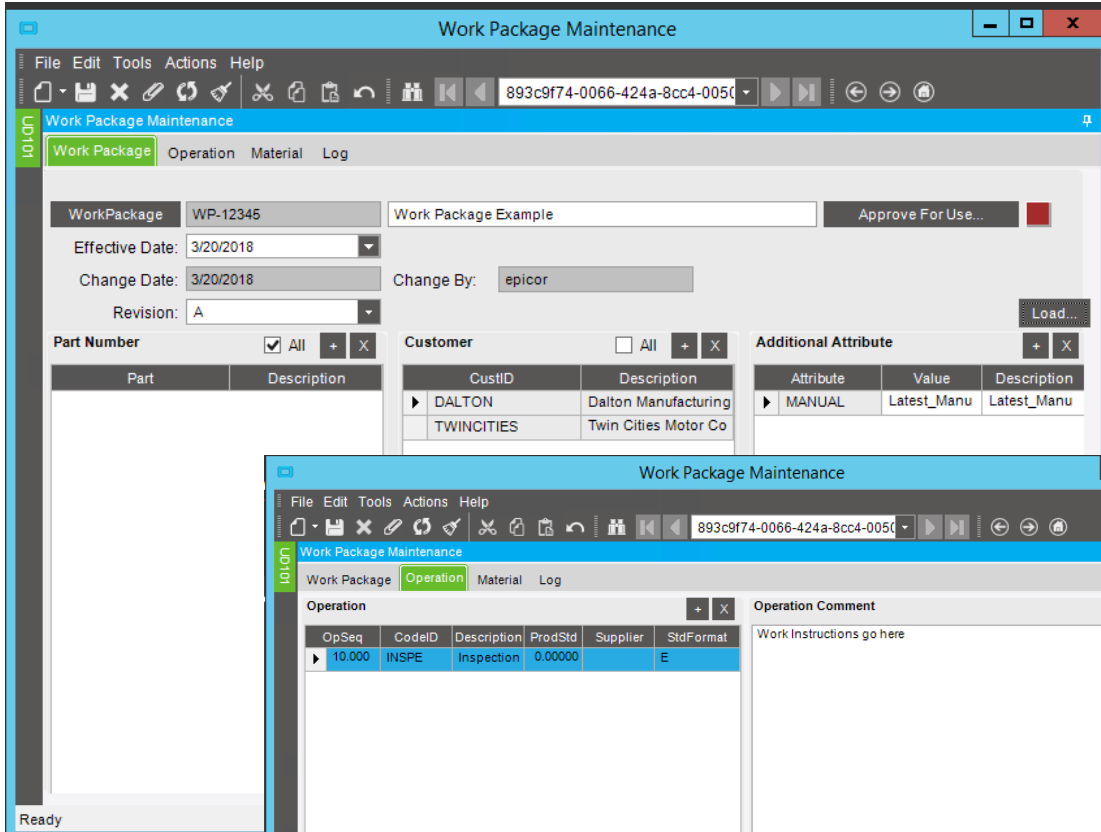 Work Package Maintenance
File Edit Tools Actions Help
893c9f74-0066-424a-8cc4-0050
UD101
Work Package Maintenance
Work Package Operation Material Log
WorkPackage WP-12345 Work Package Example Approve For Use...
Effective Date: 3/20/2018
Change Date: 3/20/2018 Change By: epicor
Revision: A
Load...
Part Number All + X Customer All + X Additional Attribute + X
Part Description CustID Description Attribute Value Description
DALTON Dalton Manufacturing MANUAL Latest_Manu Latest_Manu
TWINCITIES Twin Cities Motor Co
Work Package Maintenance
File Edit Tools Actions Help
893c9f74-0066-424a-8cc4-0050
UD101
Work Package Maintenance
Work Package Operation Material Log
Operation + X Operation Comment
OpSeq CodeID Description ProdStd Supplier StdFormat Work Instructions go here
10.000 INSPE Inspection 0.00000 E
Ready